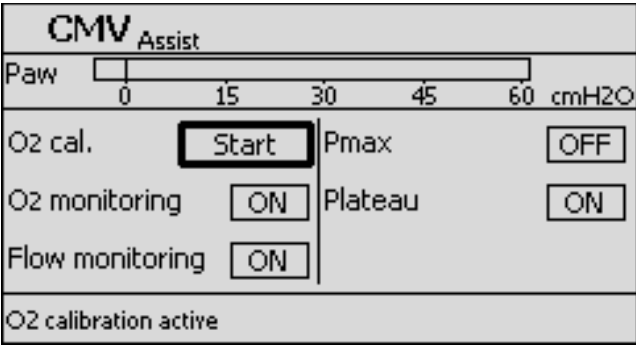 CMV Assist
Paw
0 15 30 45 60 cmH2O
O2 cal. Start Pmax OFF
O2 monitoring ON Plateau ON
Flow monitoring ON
O2 calibration active